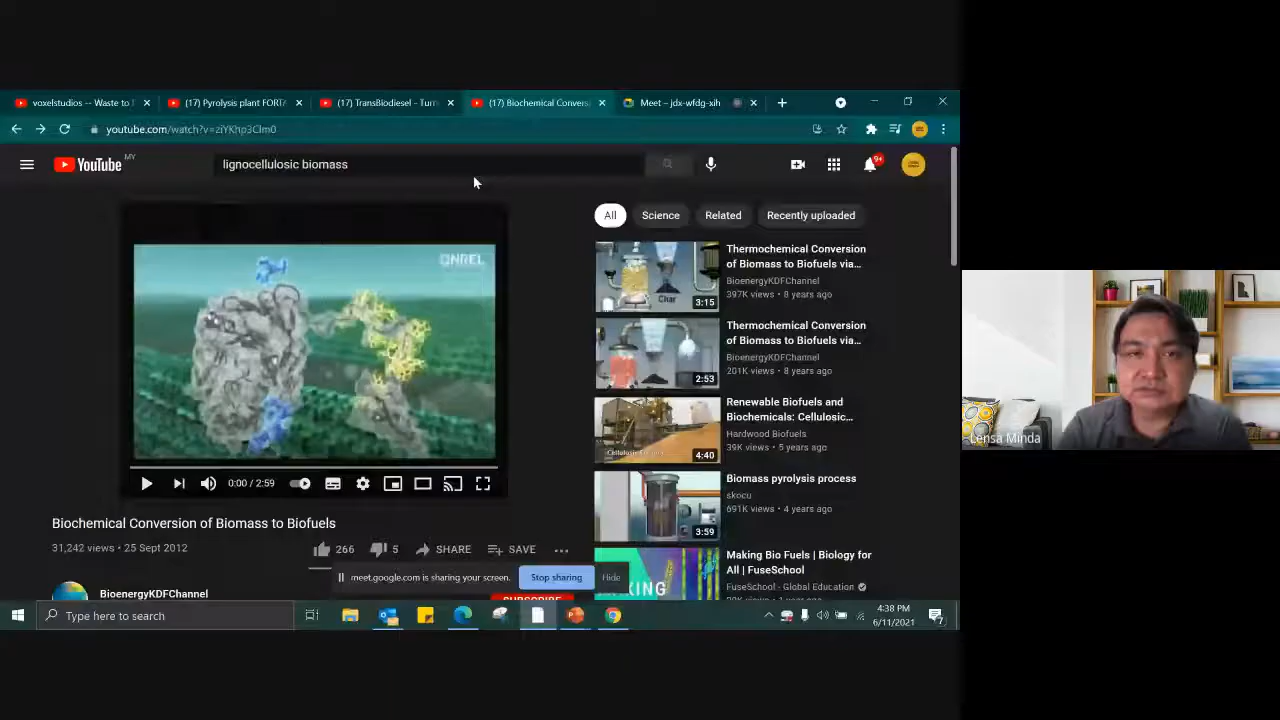 voxelstudios -- Waste to
(17) Pyrolysis plant FORTA
(17) TransBiodiesel - Turn
(17) Biochemical Convers
Meet – jdx-wfdg-xih
youtube.com/watch?v=ziYKhp3CIm0
YouTube MY
lignocellulosic biomass
9+
NREL
0:00 / 2:59
Biochemical Conversion of Biomass to Biofuels
31,242 views • 25 Sept 2012
266
5
SHARE
SAVE
BioenergyKDFChannel
SUBSCRIBE
All
Science
Related
Recently uploaded
Char
3:15
Thermochemical Conversion
of Biomass to Biofuels via...
BioenergyKDFChannel
397K views • 8 years ago
2:53
Thermochemical Conversion
of Biomass to Biofuels via...
BioenergyKDFChannel
201K views • 8 years ago
4:40
Renewable Biofuels and
Biochemicals: Cellulosic...
Hardwood Biofuels
39K views • 5 years ago
3:59
Biomass pyrolysis process
skocu
691K views • 4 years ago
Making Bio Fuels | Biology for
All | FuseSchool
FuseSchool - Global Education
meet.google.com is sharing your screen.
Stop sharing
Hide
Type here to search
4:38 PM
6/11/2021
7
Lensa Minda